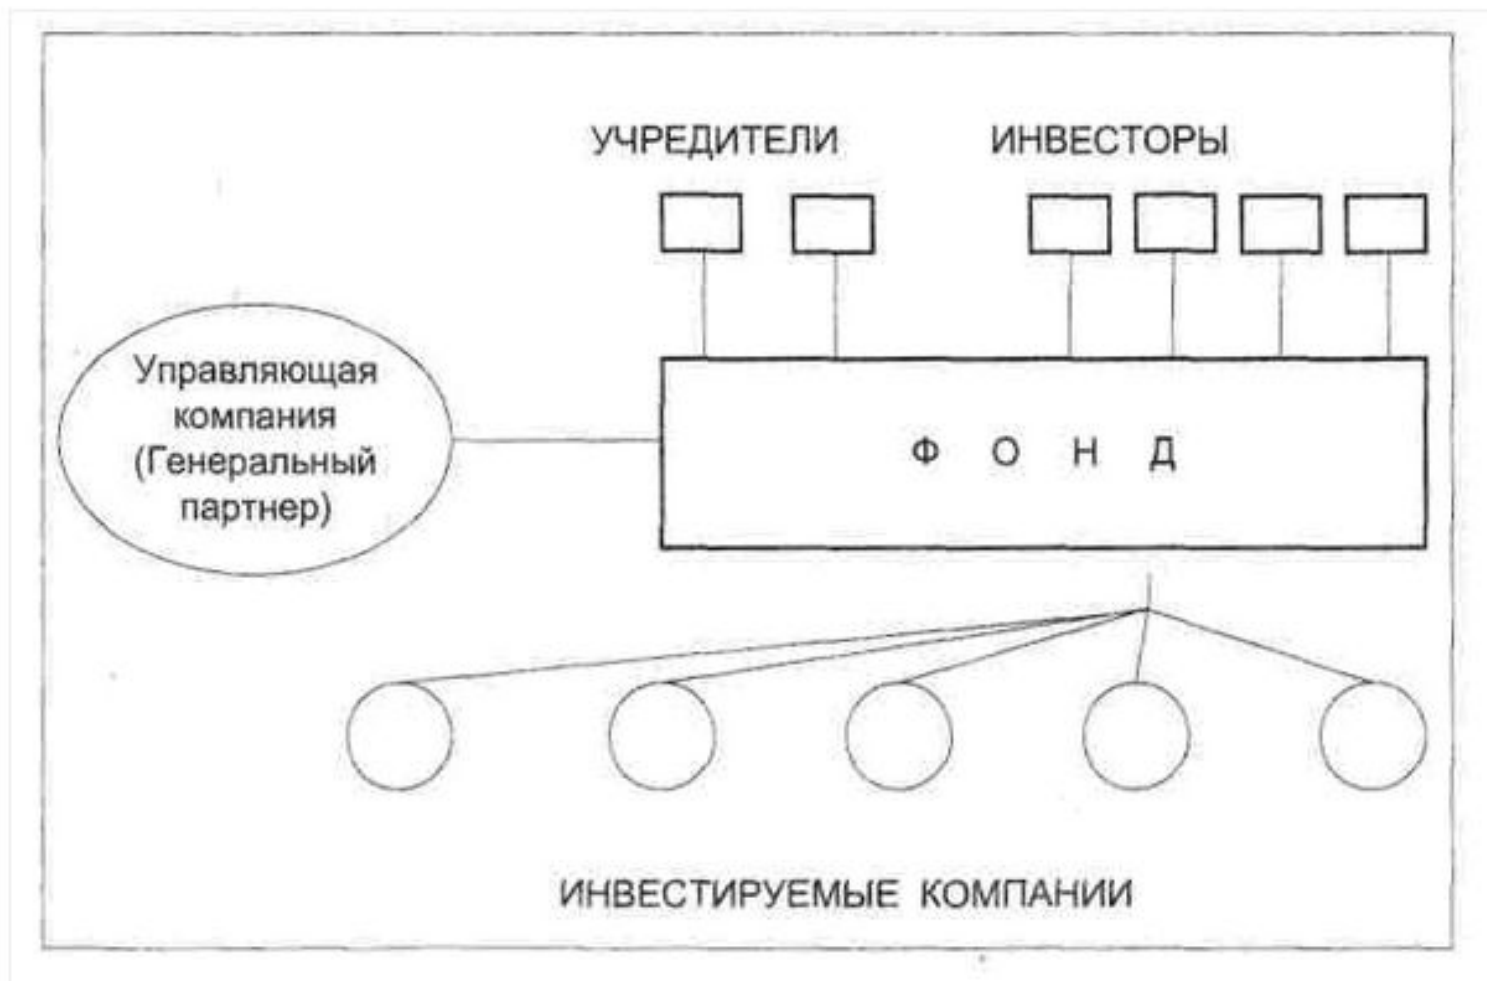 УЧРЕДИТЕЛИ ИНВЕСТОРЫ
Управляющая
компания
(Генеральный
партнер)
Ф О Н Д
ИНВЕСТИРУЕМЫЕ КОМПАНИИ